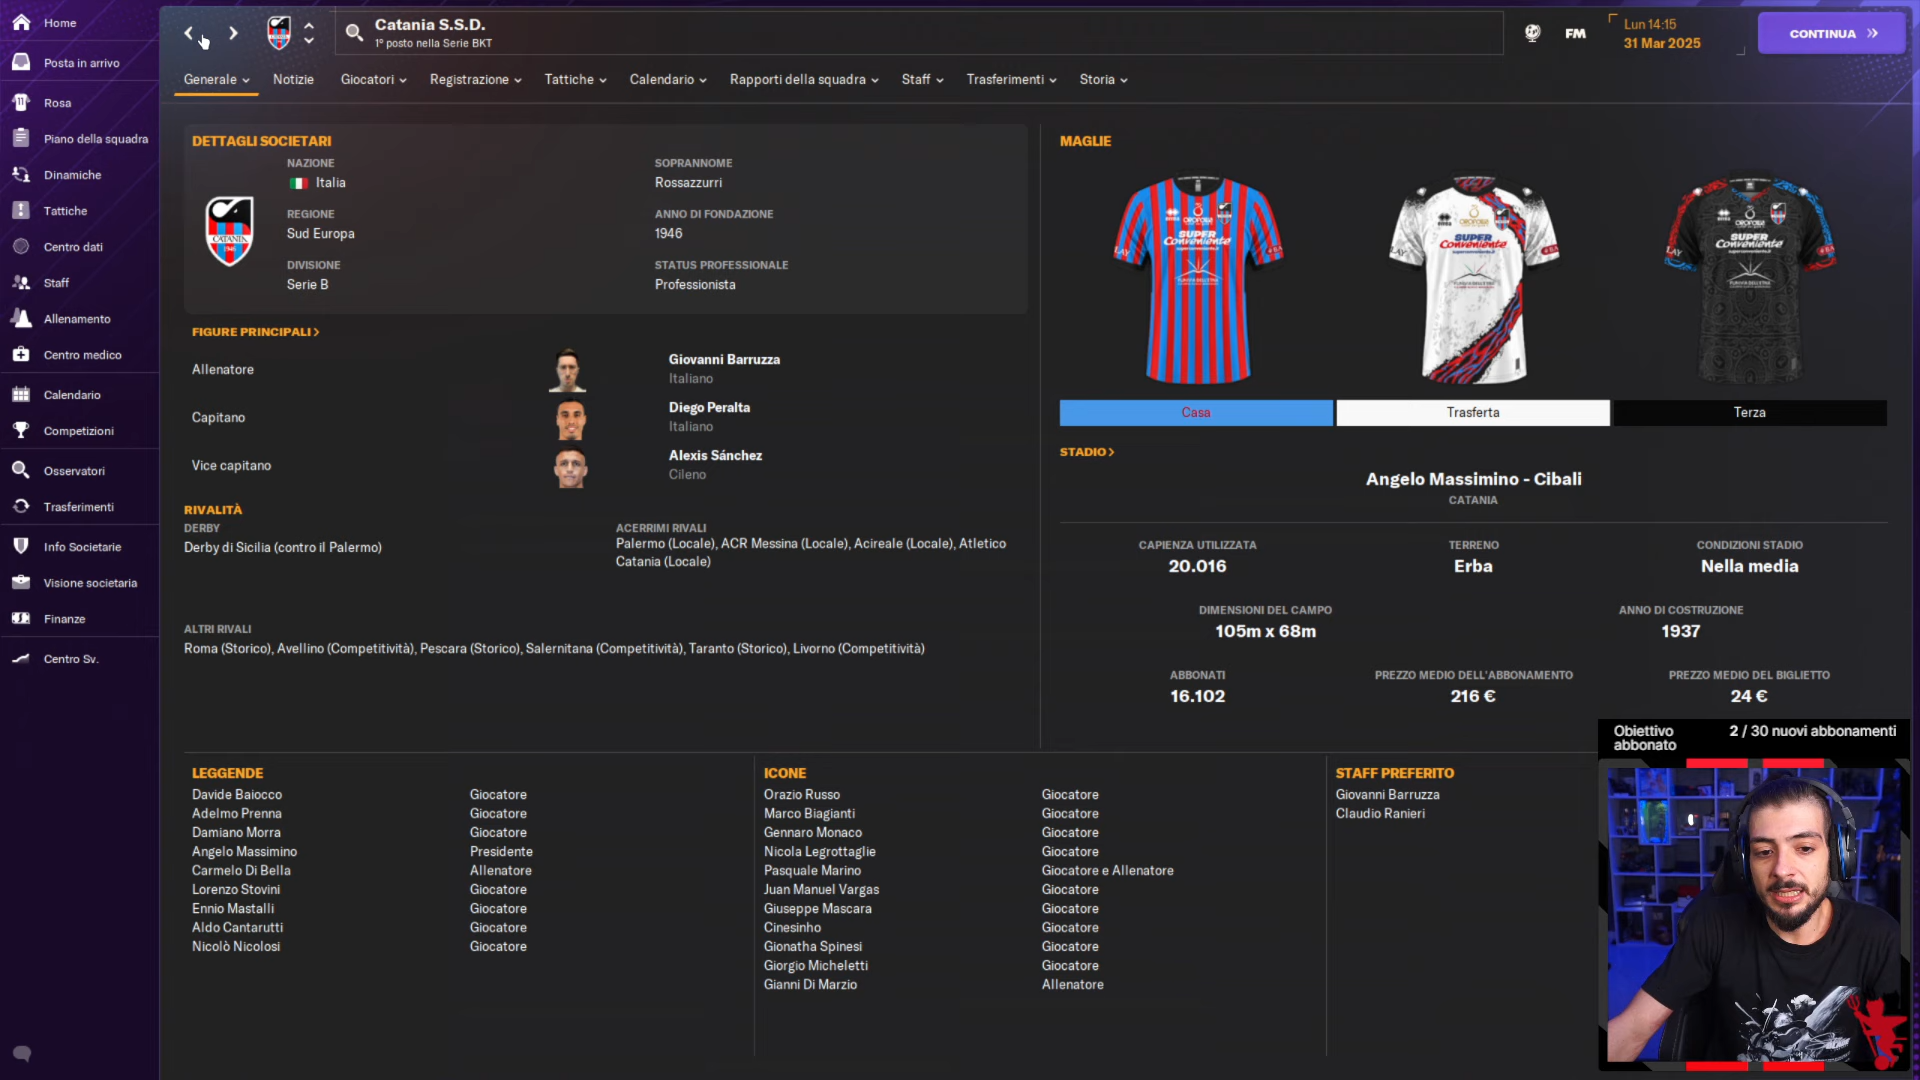 Home
Posta in arrivo
Rosa
Piano della squadra
Dinamiche
Tattiche
Centro dati
Staff
Allenamento
Centro medico
Calendario
Competizioni
Osservatori
Trasferimenti
Info Societarie
Visione societaria
Finanze
Centro Sv.
Catania S.S.D.
1° posto nella Serie BKT
FM
Lun 14:15
31 Mar 2025
CONTINUA
Generale
Notizie
Giocatori
Registrazione
Tattiche
Calendario
Rapporti della squadra
Staff
Trasferimenti
Storia
DETTAGLI SOCIETARI
CATANIA
1946
NAZIONE
Italia
SOPRANNOME
Rossazzurri
REGIONE
Sud Europa
ANNO DI FONDAZIONE
1946
DIVISIONE
Serie B
STATUS PROFESSIONALE
Professionista
FIGURE PRINCIPALI
Allenatore
Giovanni Barruzza
Italiano
Capitano
Diego Peralta
Italiano
Vice capitano
Alexis Sánchez
Cileno
RIVALITÀ
DERBY
Derby di Sicilia (contro il Palermo)
ACERRIMI RIVALI
Palermo (Locale), ACR Messina (Locale), Acireale (Locale), Atletico
Catania (Locale)
ALTRI RIVALI
Roma (Storico), Avellino (Competitività), Pescara (Storico), Salernitana (Competitività), Taranto (Storico), Livorno (Competitività)
MAGLIE
SUPER
Conveniente
SUPER
Conveniente
SUPER
Conveniente
Casa
Trasferta
Terza
STADIO
Angelo Massimino - Cibali
CATANIA
CAPIENZA UTILIZZATA
20.016
TERRENO
Erba
CONDIZIONI STADIO
Nella media
DIMENSIONI DEL CAMPO
105m x 68m
ANNO DI COSTRUZIONE
1937
ABBONATI
16.102
PREZZO MEDIO DELL'ABBONAMENTO
216 €
PREZZO MEDIO DEL BIGLIETTO
24 €
LEGGENDE
Davide Baiocco Giocatore
Adelmo Prenna Giocatore
Damiano Morra Giocatore
Angelo Massimino Presidente
Carmelo Di Bella Allenatore
Lorenzo Stovini Giocatore
Ennio Mastalli Giocatore
Aldo Cantarutti Giocatore
Nicolò Nicolosi Giocatore
ICONE
Orazio Russo Giocatore
Marco Biagianti Giocatore
Gennaro Monaco Giocatore
Nicola Legrottaglie Giocatore
Pasquale Marino Giocatore e Allenatore
Juan Manuel Vargas Giocatore
Giuseppe Mascara Giocatore
Cinesinho Giocatore
Gionatha Spinesi Giocatore
Giorgio Micheletti Giocatore
Gianni Di Marzio Allenatore
STAFF PREFERITO
Giovanni Barruzza
Claudio Ranieri
Obiettivo
abbonato
2 / 30 nuovi abbonamenti